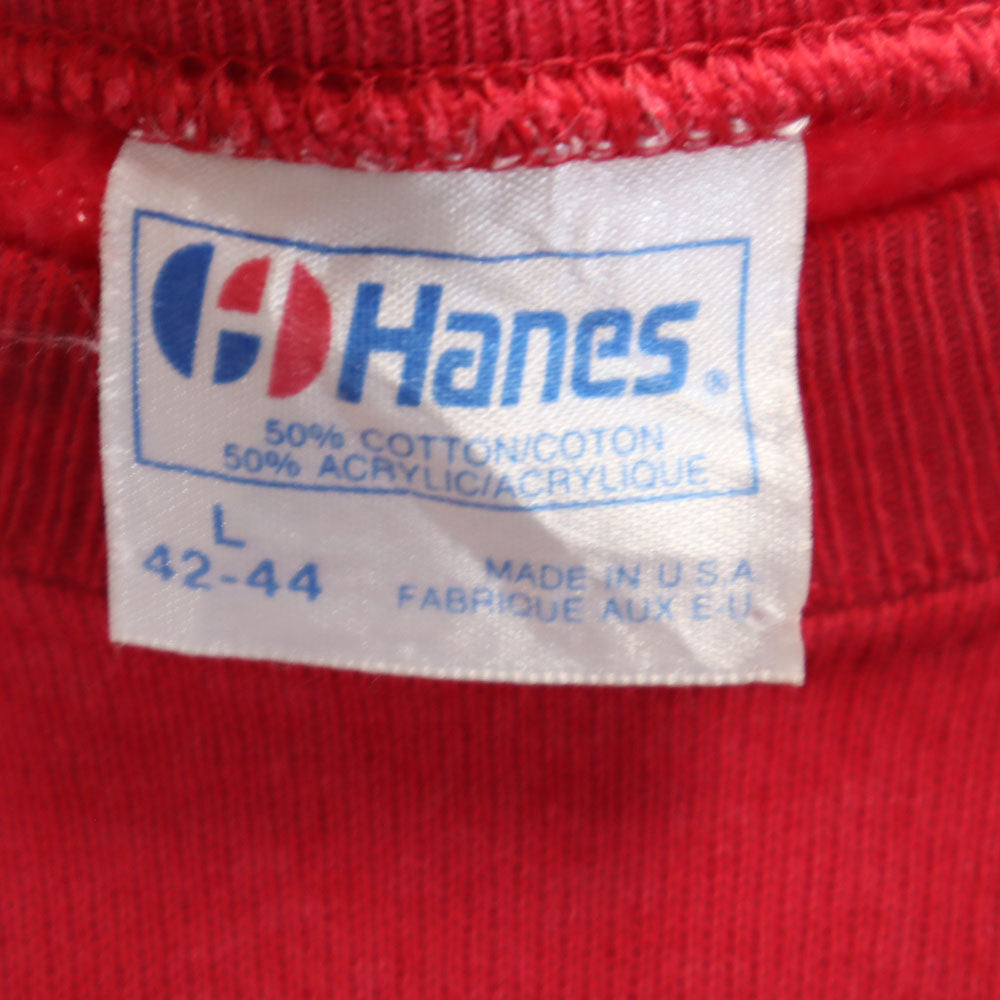 Hanes®
50% COTTON/COTON
50% ACRYLIC/ACRYLIQUE
L
42-44
MADE IN U.S.A.
FABRIQUE AUX E-U.